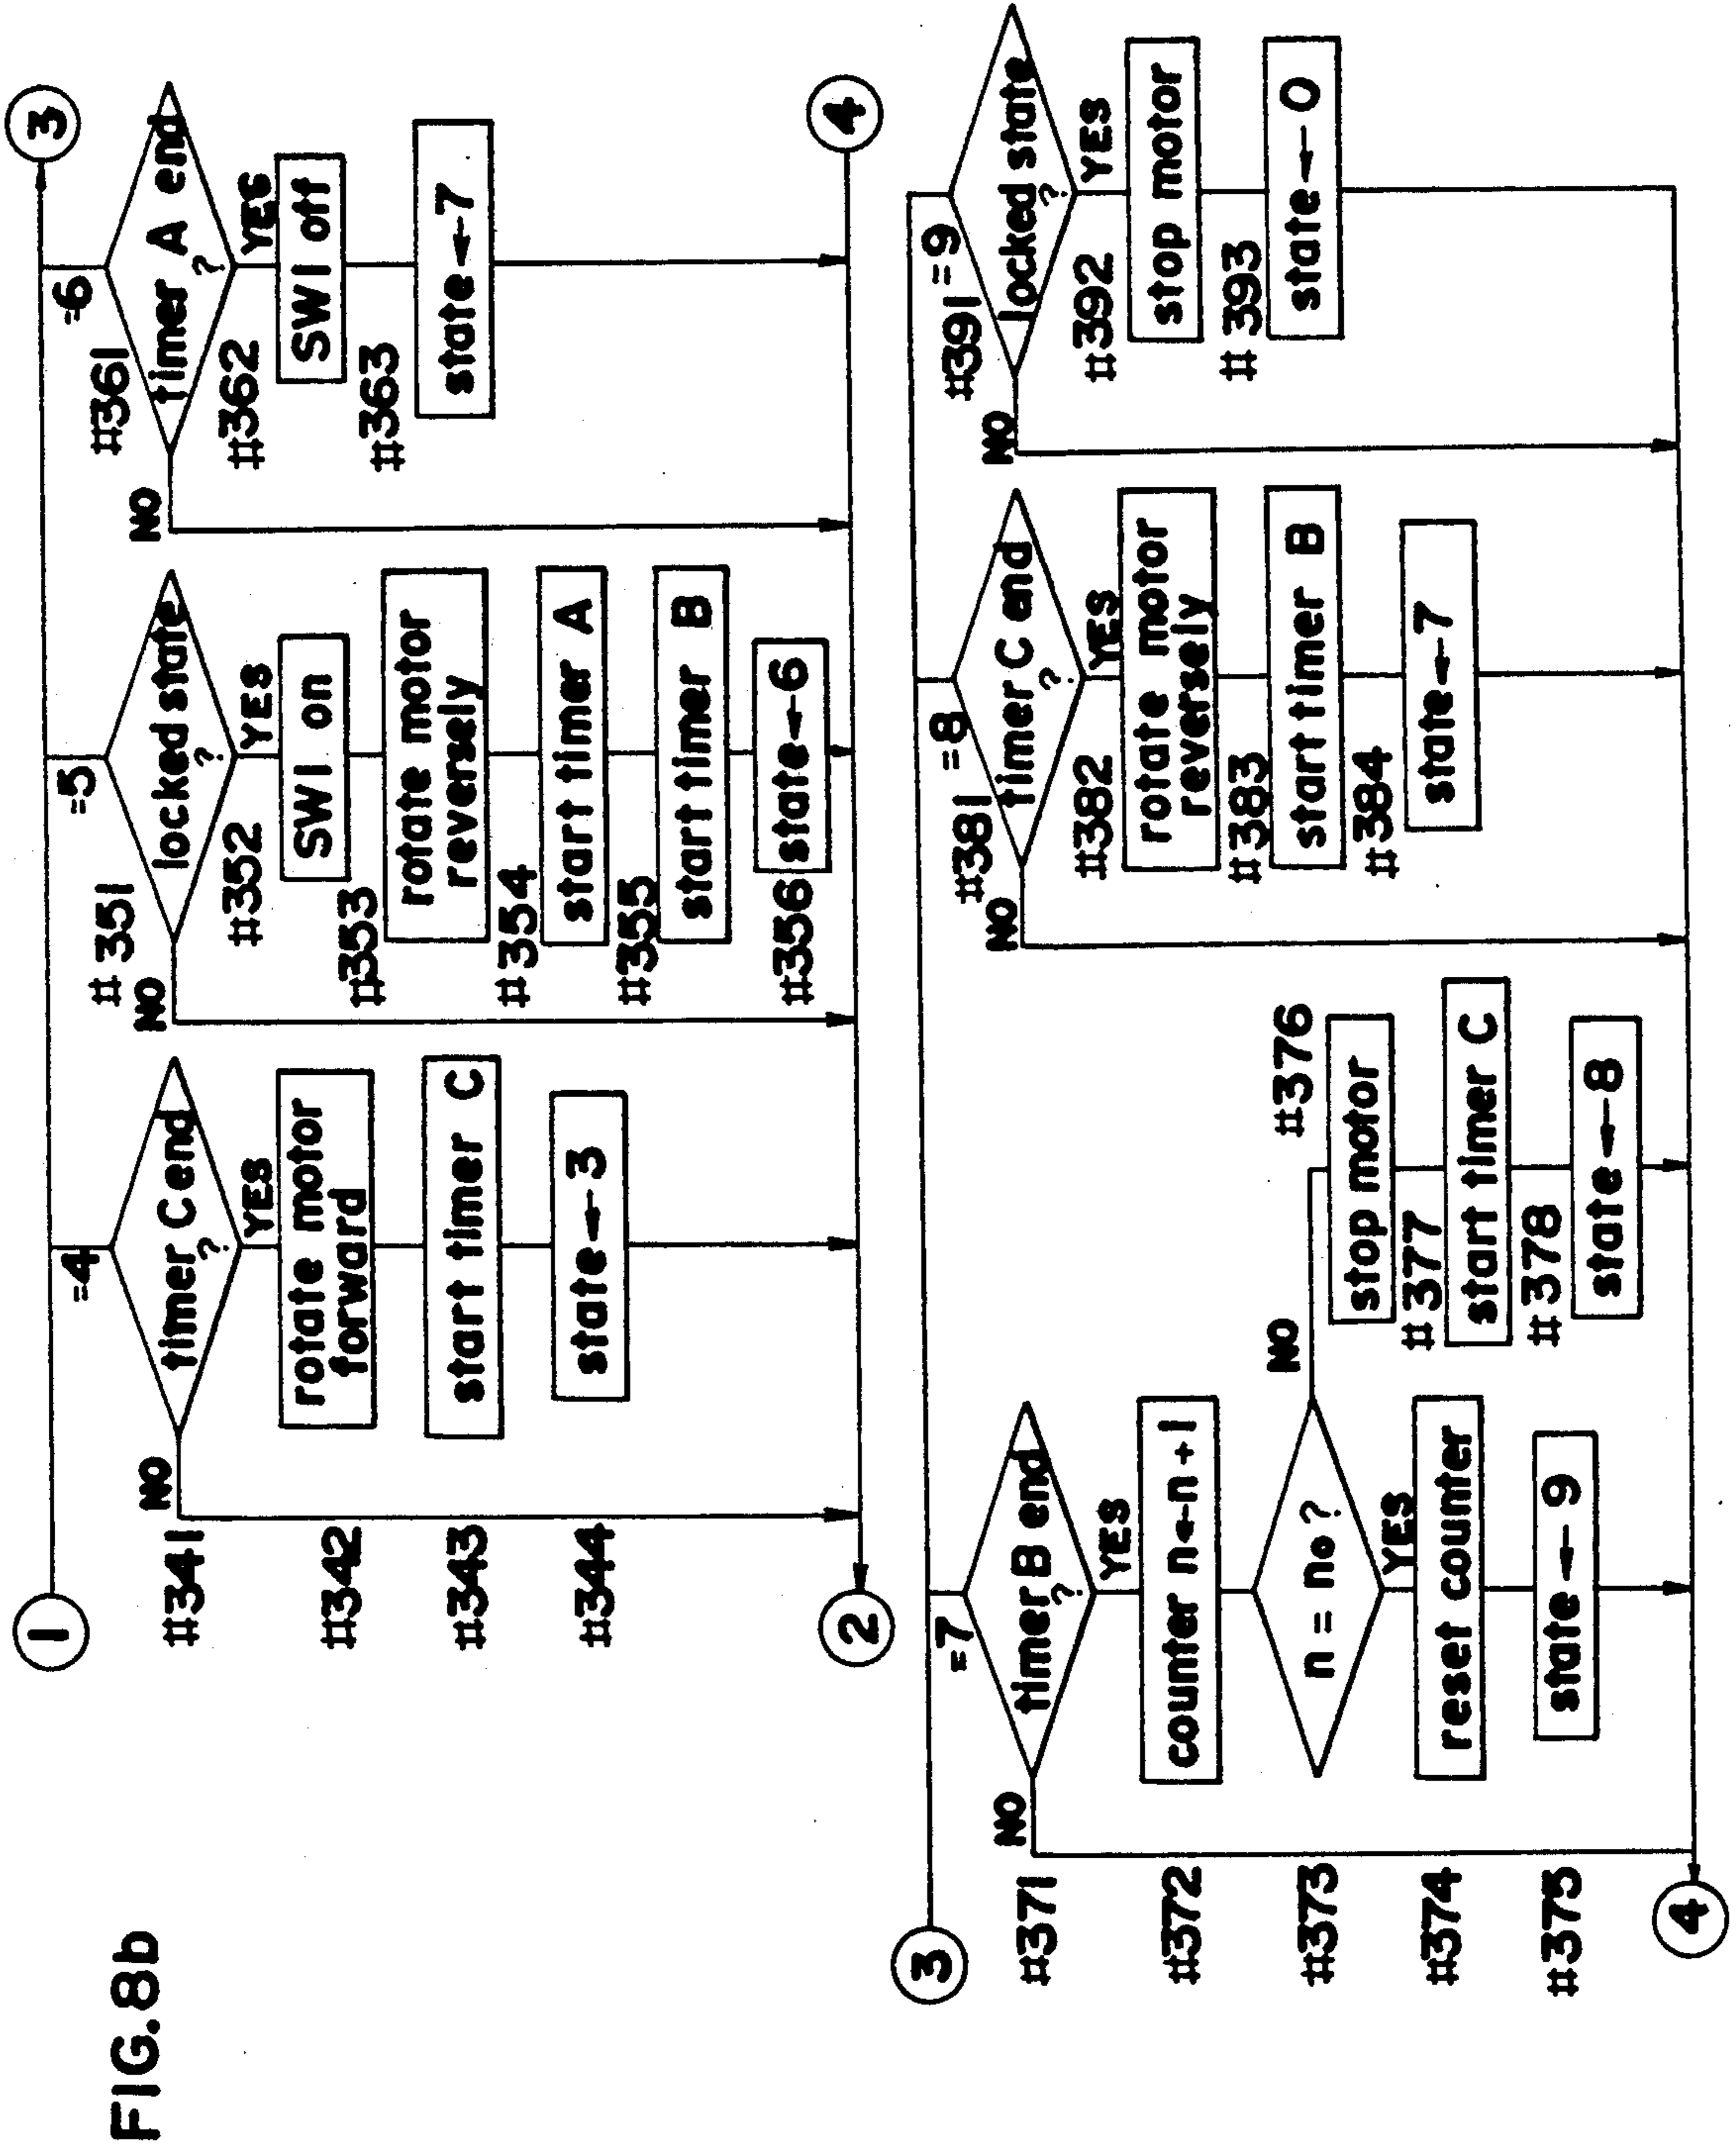 FIG.8b
1
=4
#341
timer C end
?
NO
YES
#342
rotate motor
forward
#343
start timer C
#344
state←3
=5
#351
locked state
?
NO
YES
#352
SW1 on
#353
rotate motor
reversely
#354
start timer A
#355
start timer B
#356
state←6
3
=6
#361
timer A end
?
NO
YES
#362
SW1 off
#363
state←7
2
4
3
=7
#371
timer B end
?
NO
YES
#372
counter n←n+1
#373
n = no ?
NO
YES
#374
reset counter
#375
state←9
#376
stop motor
#377
start timer C
#378
state←8
=8
#381
timer C end
?
NO
YES
#382
rotate motor
reversely
#383
start timer B
#384
state←7
=9
#391
locked state
?
NO
YES
#392
stop motor
#393
state←0
4